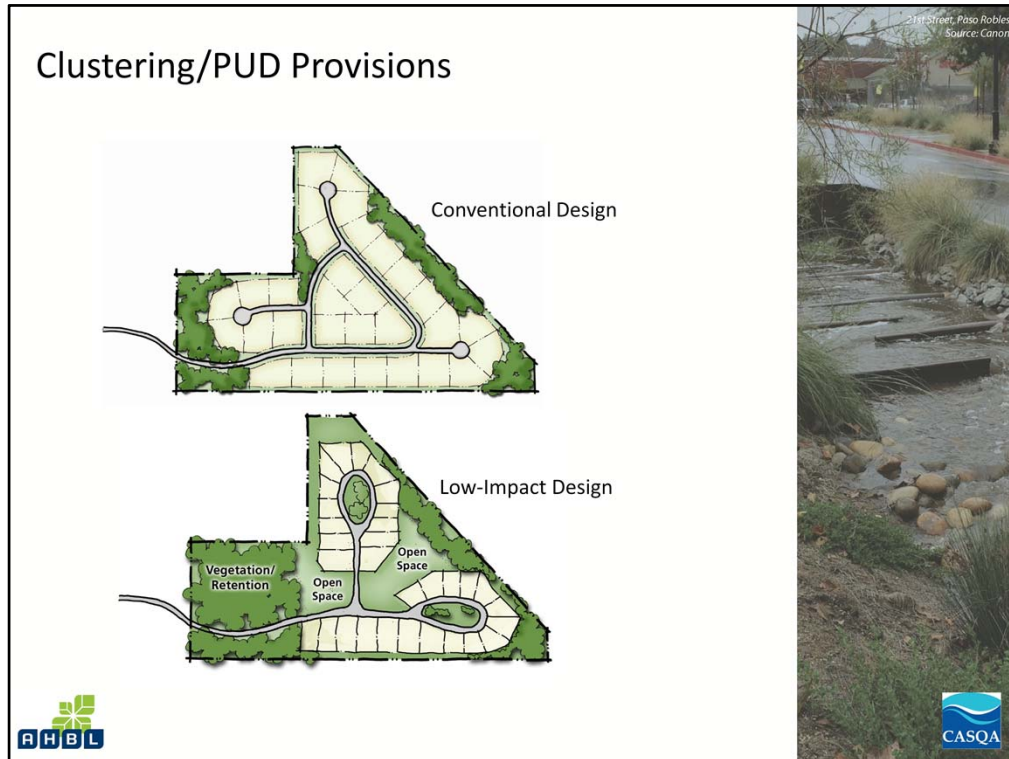 21st Street, Paso Robles
Source: Canon
Clustering/PUD Provisions
Conventional Design
Low-Impact Design
Vegetation/
Retention
Open
Space
Open
Space
AHBL
CASQA